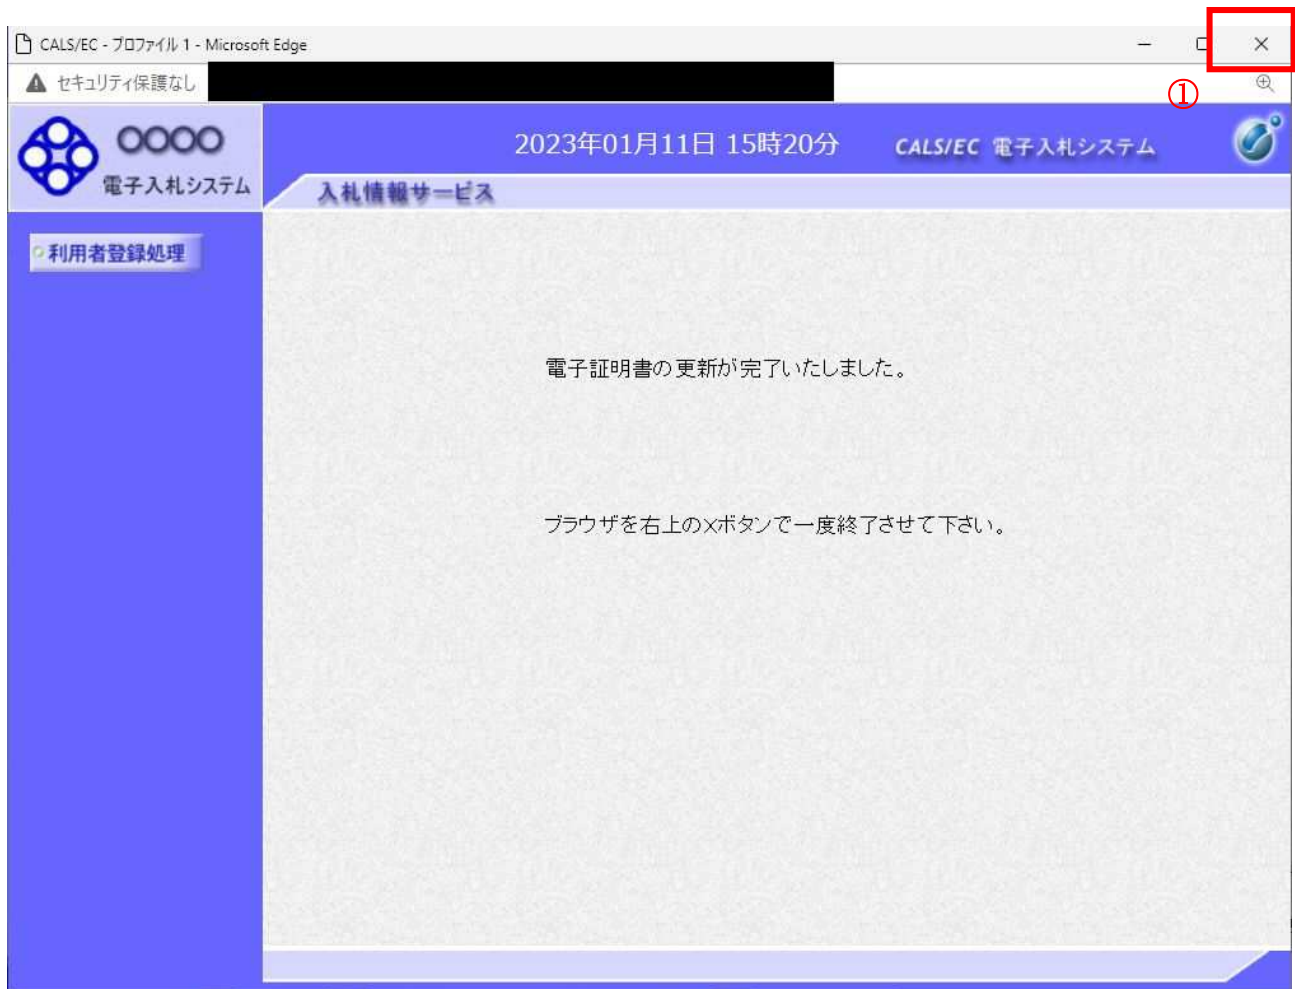 CALS/EC - プロファイル 1 - Microsoft Edge
①
セキュリティ保護なし
〇〇〇〇
電子入札システム
2023年01月11日 15時20分
CALS/EC 電子入札システム
入札情報サービス
利用者登録処理
電子証明書の更新が完了いたしました。
ブラウザを右上の×ボタンで一度終了させて下さい。